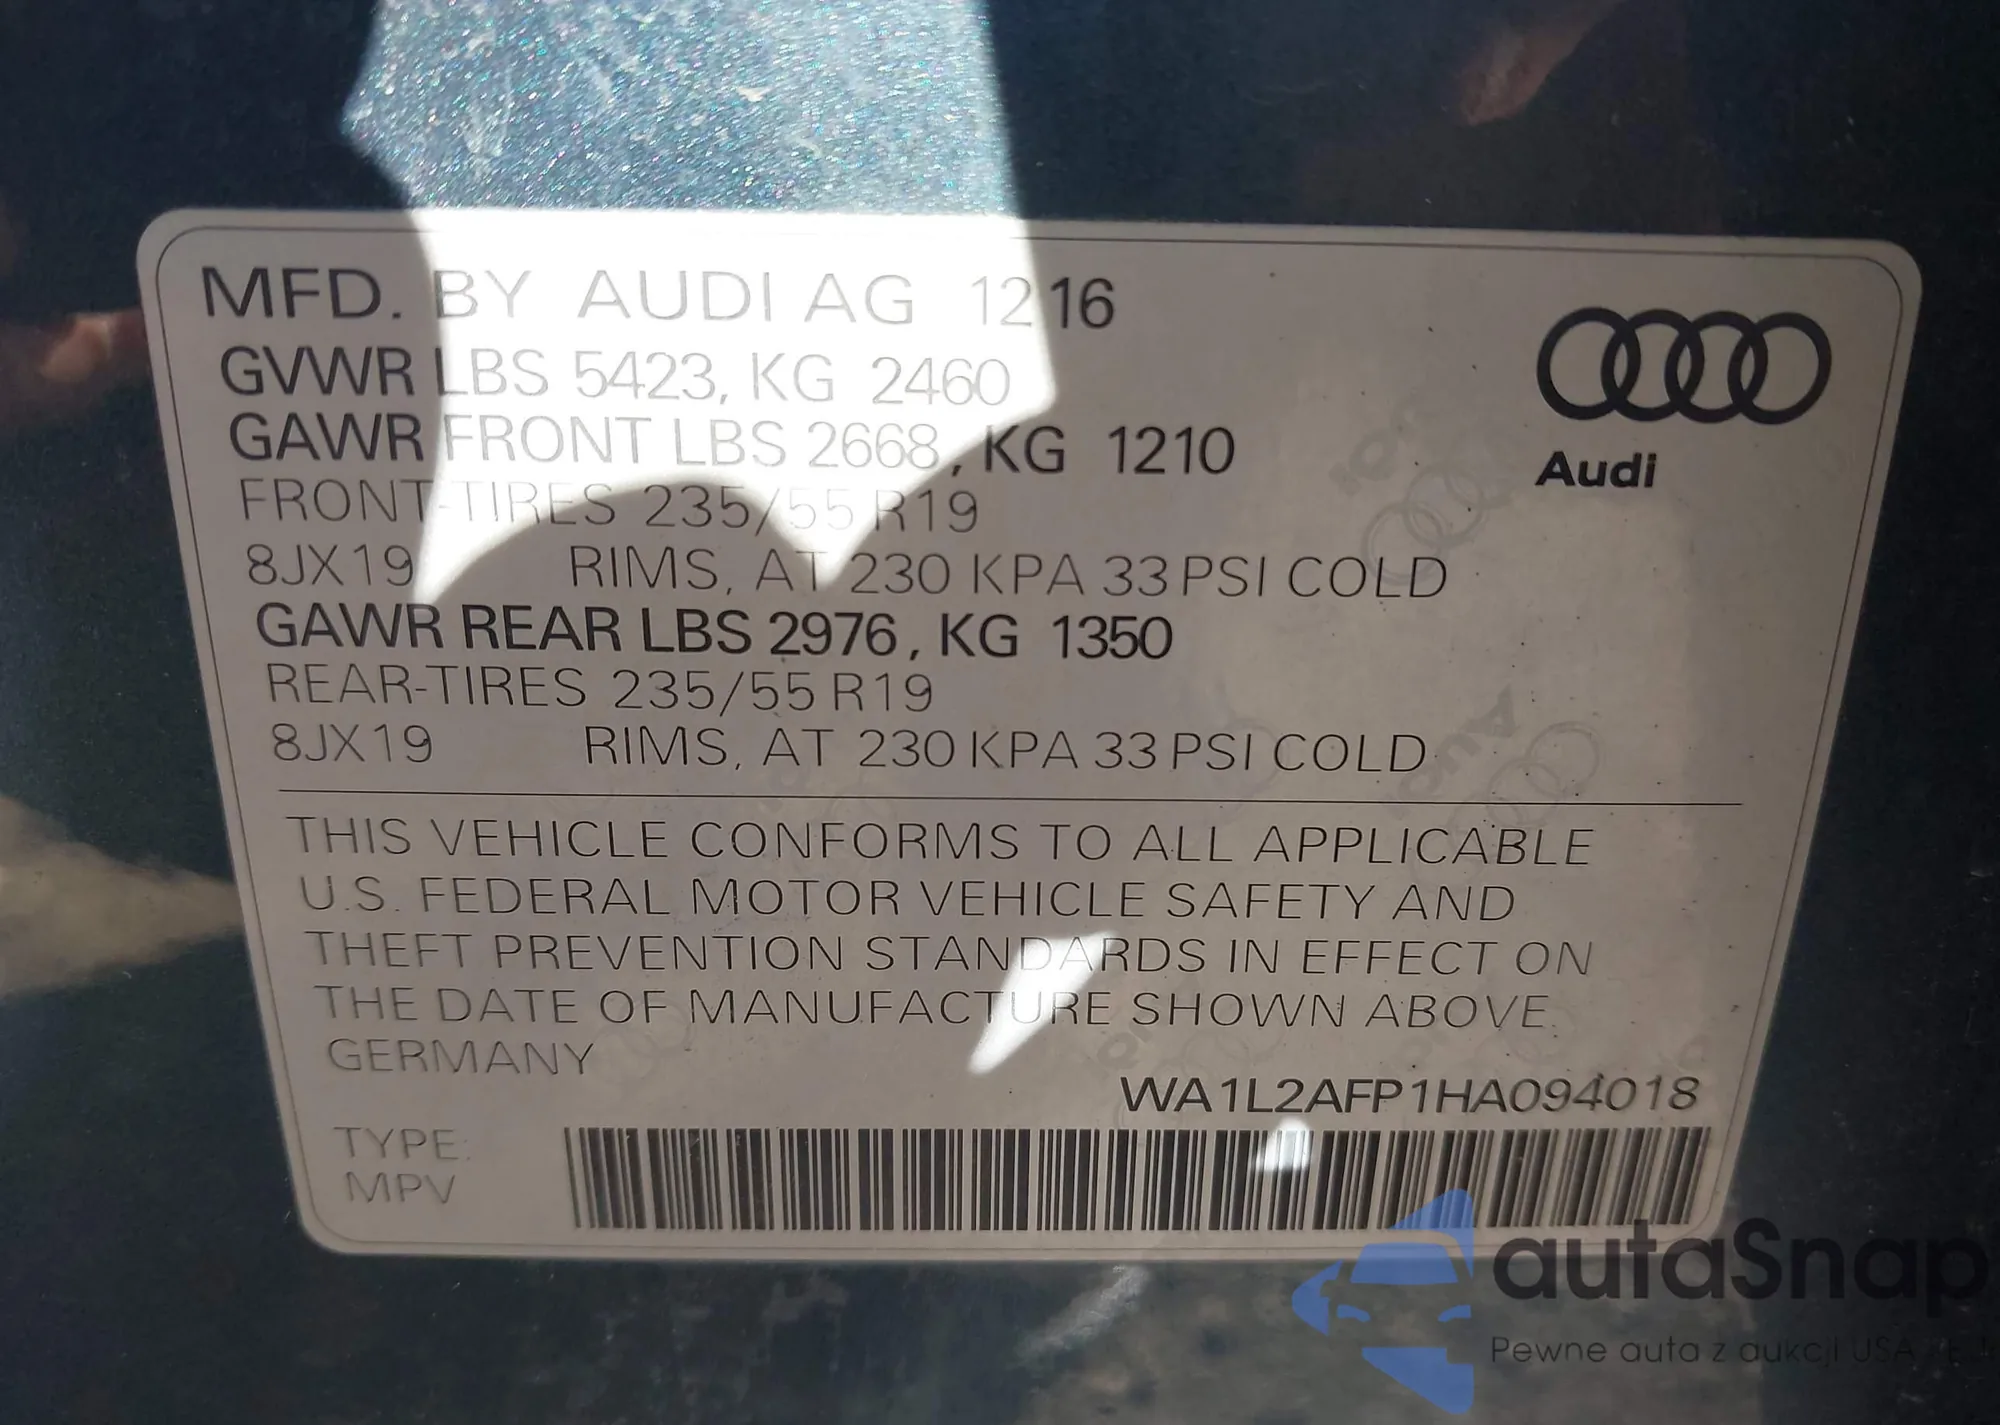 MFD. BY AUDI AG 12 16
GVWR LBS 5423, KG 2460
GAWR FRONT LBS 2668, KG 1210
FRONT-TIRES 235/55 R19
8JX19 RIMS, AT 230 KPA 33 PSI COLD
GAWR REAR LBS 2976, KG 1350
REAR-TIRES 235/55 R19
8JX19 RIMS, AT 230 KPA 33 PSI COLD
Audi
THIS VEHICLE CONFORMS TO ALL APPLICABLE
U.S. FEDERAL MOTOR VEHICLE SAFETY AND
THEFT PREVENTION STANDARDS IN EFFECT ON
THE DATE OF MANUFACTURE SHOWN ABOVE.
GERMANY
WA1L2AFP1HA094018
TYPE:
MPV
autaSnap
Pewne auta z aukcji USA